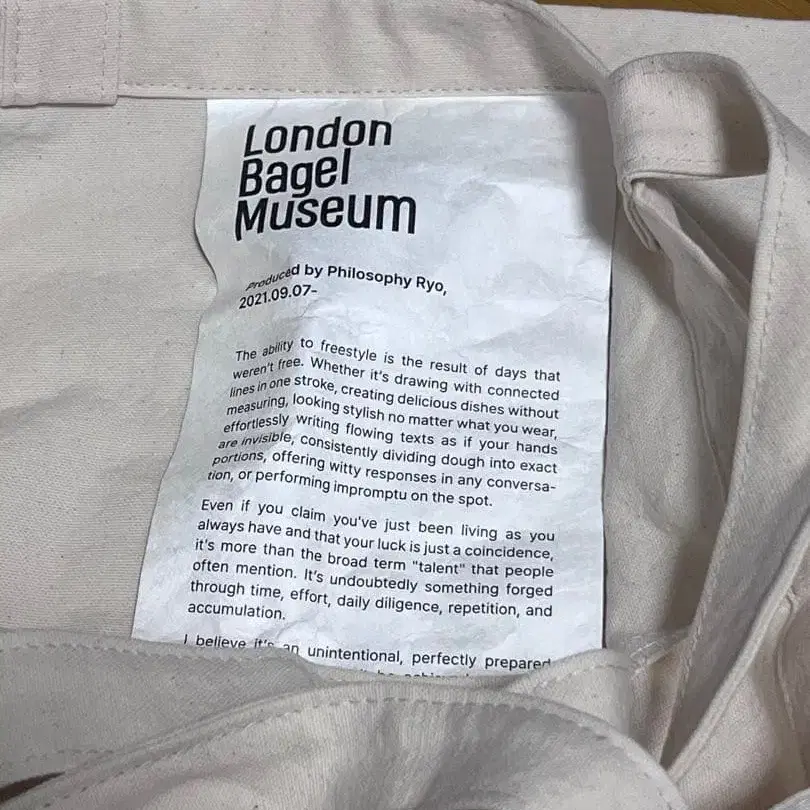 London
Bagel
Museum
Produced by Philosophy Ryo,
2021.09.07-
The ability to freestyle is the result of days that
weren't free. Whether it's drawing with connected
lines in one stroke, creating delicious dishes without
measuring, looking stylish no matter what you wear,
effortlessly writing flowing texts as if your hands
are invisible, consistently dividing dough into exact
portions, offering witty responses in any conversa-
tion, or performing impromptu on the spot.
Even if you claim you've just been living as you
always have and that your luck is just a coincidence,
it's more than the broad term "talent" that people
often mention. It's undoubtedly something forged
through time, effort, daily diligence, repetition, and
accumulation.
I believe it's an unintentional, perfectly prepared